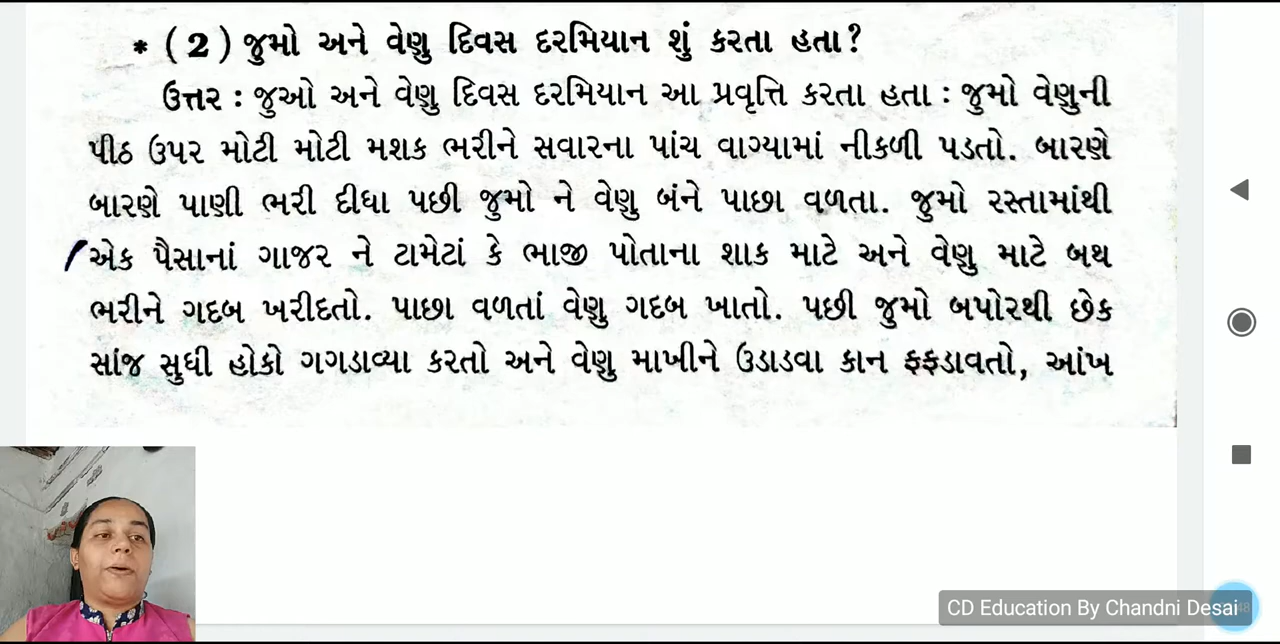 * (2) જુમો અને વેણુ દિવસ દરમિયાન શું કરતા હતા?
ઉત્તર : જુઓ અને વેણુ દિવસ દરમિયાન આ પ્રવૃત્તિ કરતા હતા : જુમો વેણુની
પીઠ ઉપર મોટી મોટી મશક ભરીને સવારના પાંચ વાગ્યામાં નીકળી પડતો. બારણે
બારણે પાણી ભરી દીધા પછી જુમો ને વેણુ બંને પાછા વળતા. જુમો રસ્તામાંથી
એક પૈસાનાં ગાજર ને ટામેટાં કે ભાજી પોતાના શાક માટે અને વેણુ માટે બથ
ભરીને ગદબ ખરીદતો. પાછા વળતાં વેણુ ગદબ ખાતો. પછી જુમો બપોરથી છેક
સાંજ સુધી હોકો ગગડાવ્યા કરતો અને વેણુ માખીને ઉડાડવા કાન ફફડાવતો, આંખ
CD Education By Chandni Desai